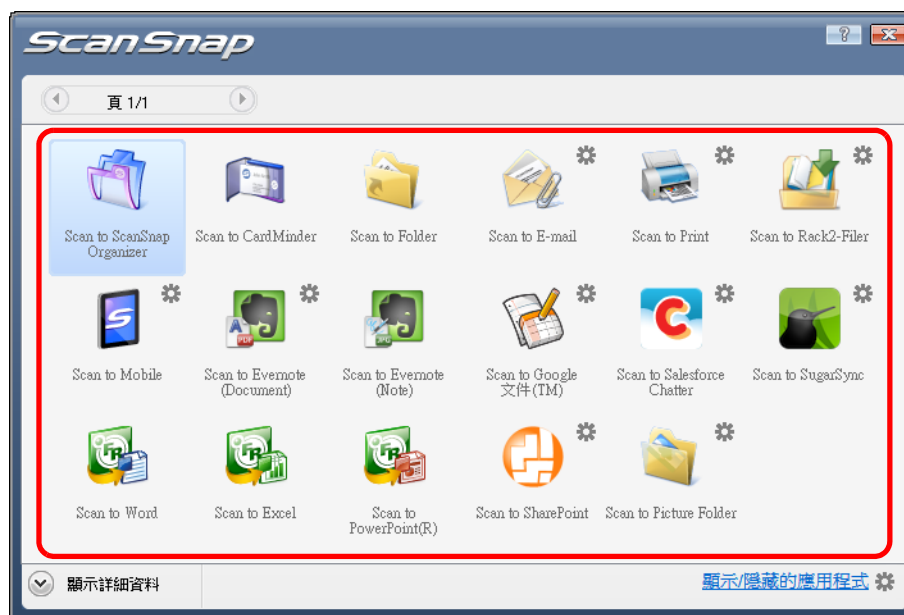 ScanSnap
頁 1/1
Scan to ScanSnap
Organizer
Scan to CardMinder
Scan to Folder
Scan to E-mail
Scan to Print
Scan to Rack2-Filer
Scan to Mobile
Scan to Evernote
(Document)
Scan to Evernote
(Note)
Scan to Google
文件(TM)
Scan to Salesforce
Chatter
Scan to SugarSync
Scan to Word
Scan to Excel
Scan to
PowerPoint(R)
Scan to SharePoint
Scan to Picture Folder
顯示詳細資料
顯示/隱藏的應用程式